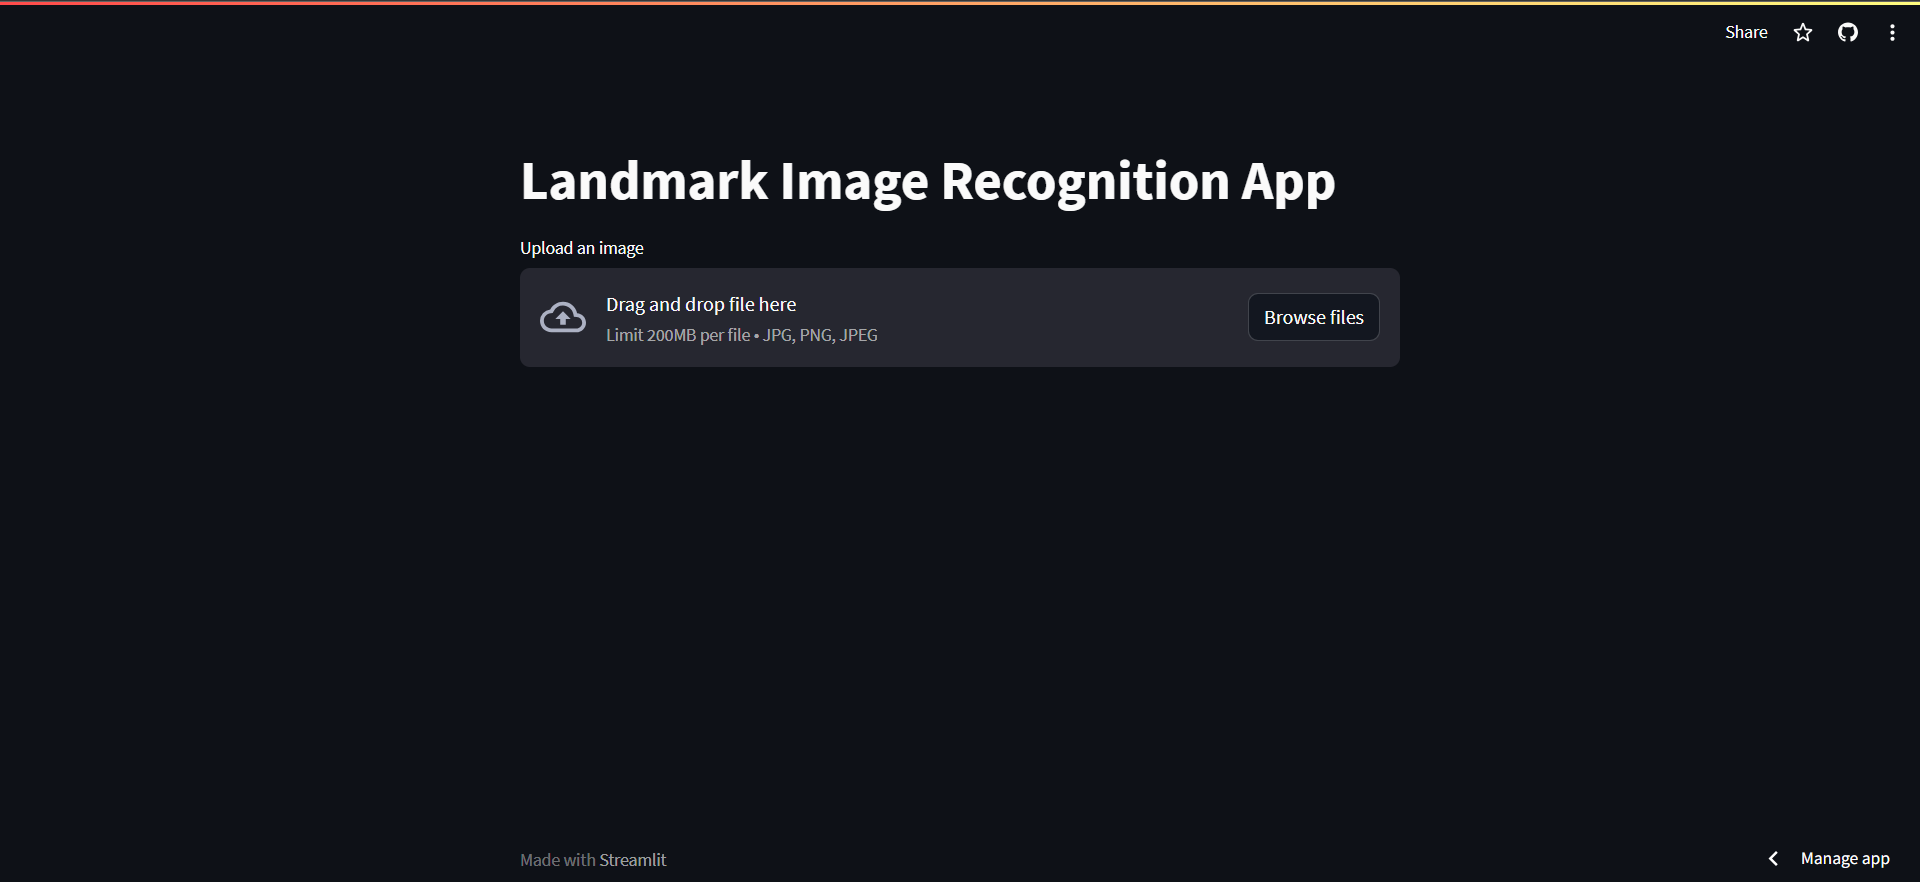 Share
Landmark Image Recognition App
Upload an image
Drag and drop file here
Limit 200MB per file • JPG, PNG, JPEG
Browse files
Made with Streamlit
Manage app